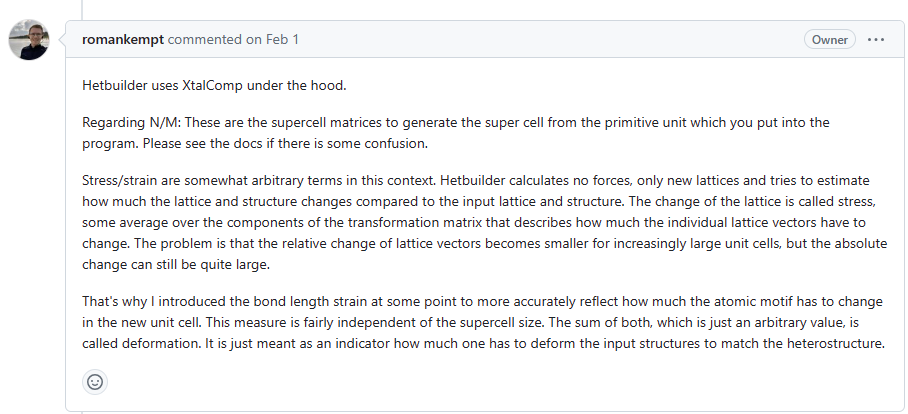 romankempt commented on Feb 1
Owner
Hetbuilder uses XtalComp under the hood.
Regarding N/M: These are the supercell matrices to generate the super cell from the primitive unit which you put into the
program. Please see the docs if there is some confusion.
Stress/strain are somewhat arbitrary terms in this context. Hetbuilder calculates no forces, only new lattices and tries to estimate
how much the lattice and structure changes compared to the input lattice and structure. The change of the lattice is called stress,
some average over the components of the transformation matrix that describes how much the individual lattice vectors have to
change. The problem is that the relative change of lattice vectors becomes smaller for increasingly large unit cells, but the absolute
change can still be quite large.
That's why I introduced the bond length strain at some point to more accurately reflect how much the atomic motif has to change
in the new unit cell. This measure is fairly independent of the supercell size. The sum of both, which is just an arbitrary value, is
called deformation. It is just meant as an indicator how much one has to deform the input structures to match the heterostructure.